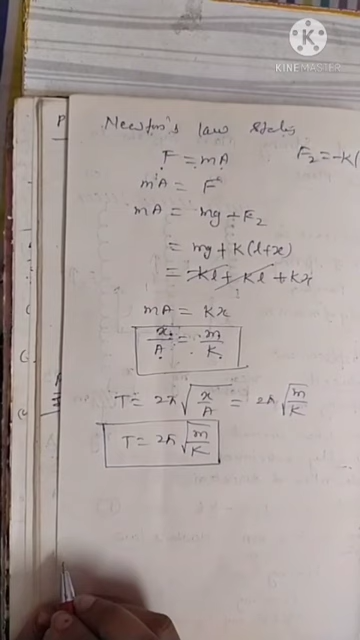 K
KINEMASTER
Newton's law states
F = mA
F₂ = -K(
mA = F
mA = mg + F₂
= mg + K(l+x)
= -Kl + Kl + Kx
mA = Kx
x/A = m/K
T = 2π√(x/A) = 2π√(m/K)
T = 2π√(m/K)